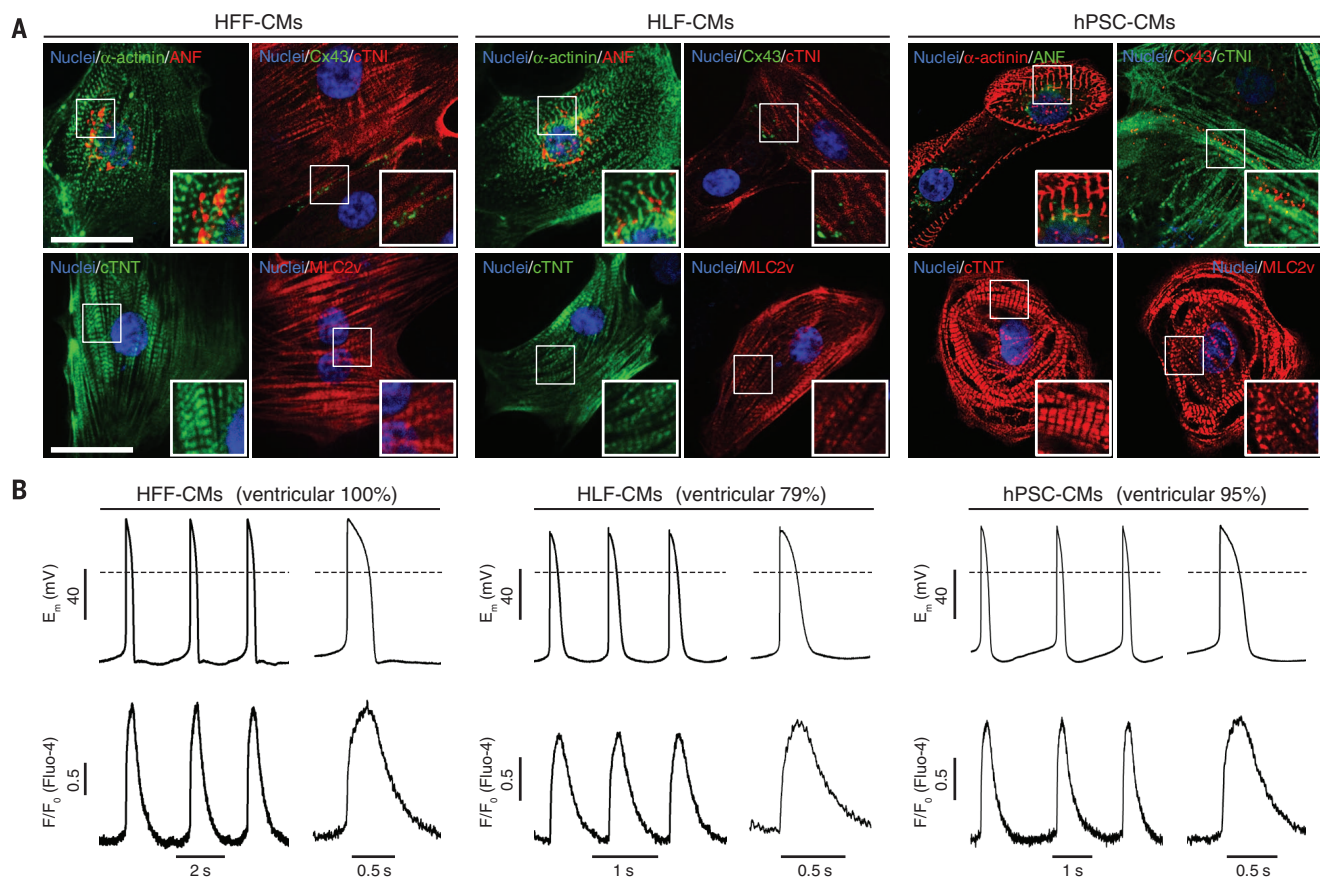 A
HFF-CMs
HLF-CMs
hPSC-CMs
Nuclei/α-actinin/ANF
Nuclei/Cx43/cTNI
Nuclei/α-actinin/ANF
Nuclei/Cx43/cTNI
Nuclei/α-actinin/ANF
Nuclei/Cx43/cTNI
Nuclei/cTNT
Nuclei/MLC2v
Nuclei/cTNT
Nuclei/MLC2v
Nuclei/cTNT
Nuclei/MLC2v
B
HFF-CMs (ventricular 100%)
HLF-CMs (ventricular 79%)
hPSC-CMs (ventricular 95%)
Eₘ (mV)
40
Eₘ (mV)
40
Eₘ (mV)
40
F/F₀ (Fluo-4)
0.5
F/F₀ (Fluo-4)
0.5
F/F₀ (Fluo-4)
0.5
2 s
0.5 s
1 s
0.5 s
1 s
0.5 s